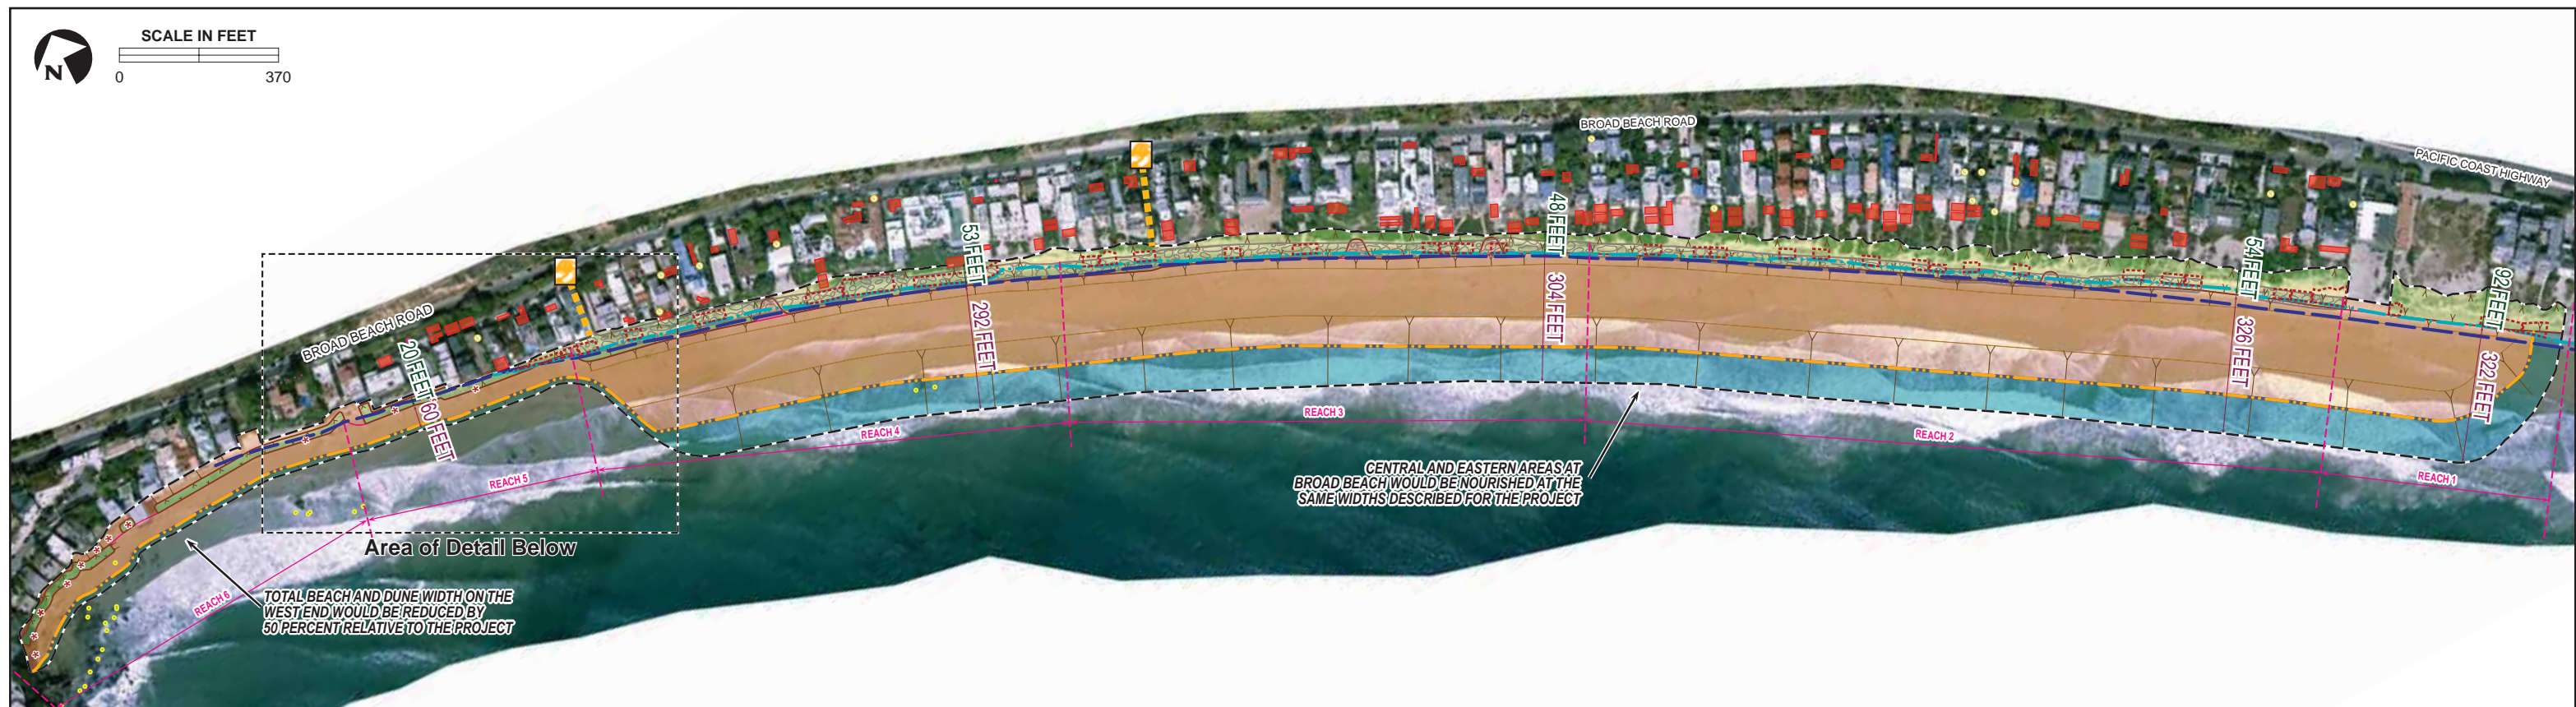 SCALE IN FEET
0 370
N
BROAD BEACH ROAD
PACIFIC COAST HIGHWAY
BROAD BEACH ROAD
20 FEET
60 FEET
53 FEET
292 FEET
48 FEET
304 FEET
54 FEET
326 FEET
92 FEET
322 FEET
REACH 6
REACH 5
REACH 4
REACH 3
REACH 2
REACH 1
CENTRAL AND EASTERN AREAS AT
BROAD BEACH WOULD BE NOURISHED AT THE
SAME WIDTHS DESCRIBED FOR THE PROJECT
Area of Detail Below
TOTAL BEACH AND DUNE WIDTH ON THE
WEST END WOULD BE REDUCED BY
50 PERCENT RELATIVE TO THE PROJECT